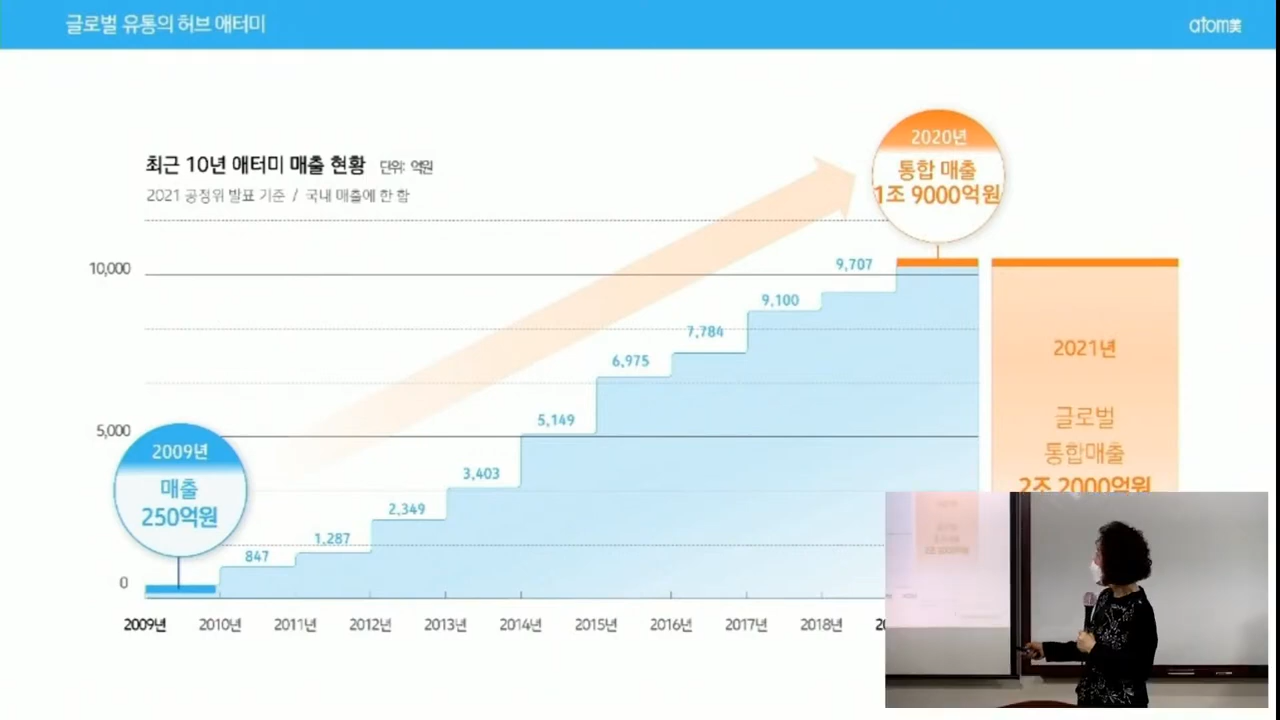 글로벌 유통의 허브 애터미
atom美
최근 10년 애터미 매출 현황 단위: 억원
2021 공정위 발표 기준 / 국내 매출에 한 함
2020년
통합 매출
1조 9000억원
10,000
5,000
0
2009년
매출
250억원
847
1,287
2,349
3,403
5,149
6,975
7,784
9,100
9,707
2021년
글로벌
통합매출
2조 2000억원
2009년 2010년 2011년 2012년 2013년 2014년 2015년 2016년 2017년 2018년